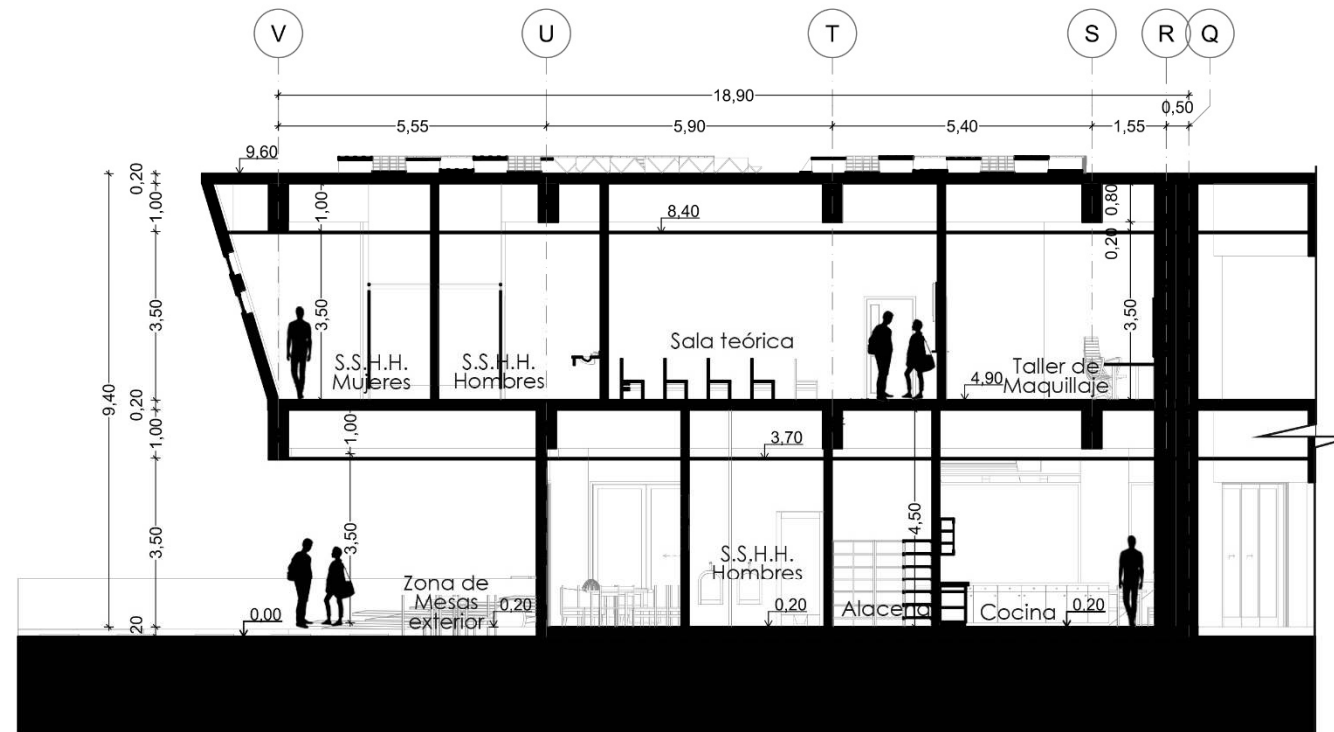 V U T S R Q
18,90
0,50
5,55 5,90 5,40 1,55
9,60
0,20
1,00
1,00
0,80
8,40
0,20
3,50
3,50
3,50
Sala teórica
S.S.H.H.
Mujeres
S.S.H.H.
Hombres
Taller de
Maquillaje
4,90
9,40
0,20
1,00
1,00
3,70
3,50
3,50
4,50
S.S.H.H.
Hombres
Zona de
Mesas
exterior
0,00
0,20
0,20
Alacena
Cocina
0,20
,20